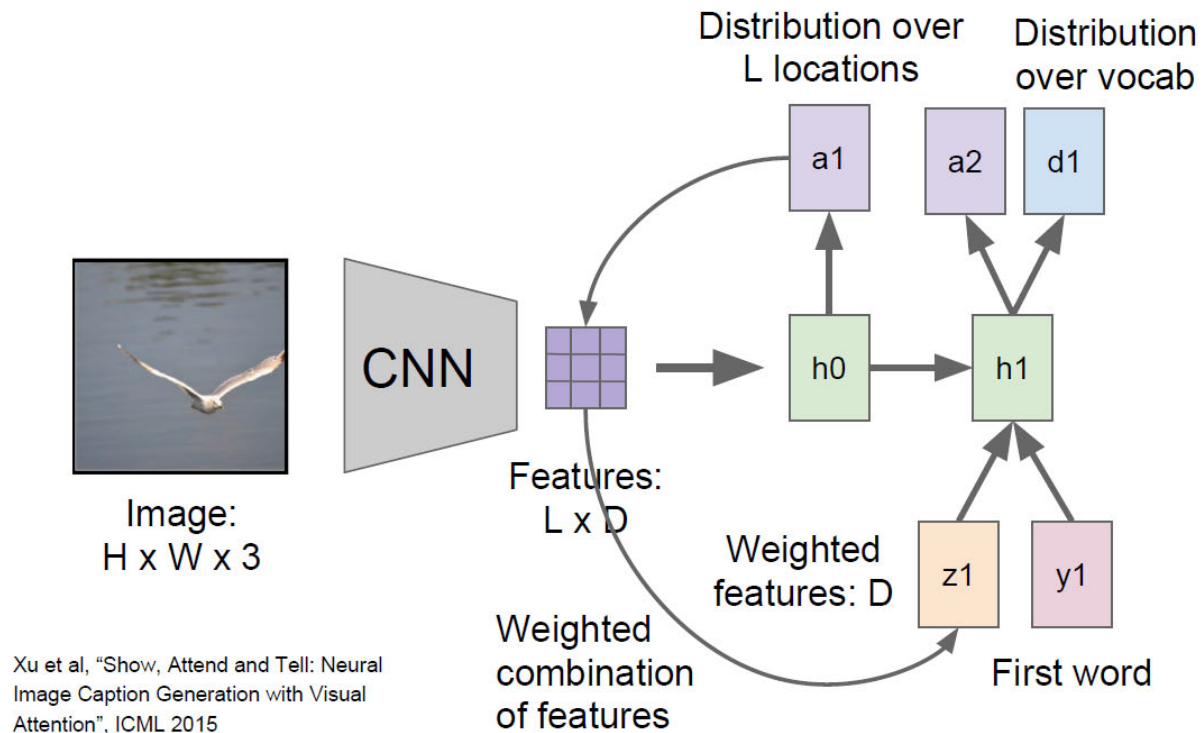 Distribution over
L locations
Distribution
over vocab
a1
a2
d1
CNN
h0
h1
Image:
H x W x 3
Features:
L x D
Weighted
features: D
z1
y1
Weighted
combination
of features
First word
Xu et al, “Show, Attend and Tell: Neural
Image Caption Generation with Visual
Attention”, ICML 2015